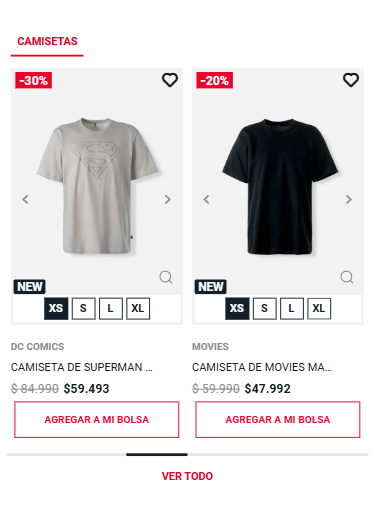 CAMISETAS
-30%
NEW
XS S L XL
DC COMICS
CAMISETA DE SUPERMAN ...
$ 84.990 $59.493
AGREGAR A MI BOLSA
-20%
NEW
XS S L XL
MOVIES
CAMISETA DE MOVIES MA...
$ 59.990 $47.992
AGREGAR A MI BOLSA
VER TODO